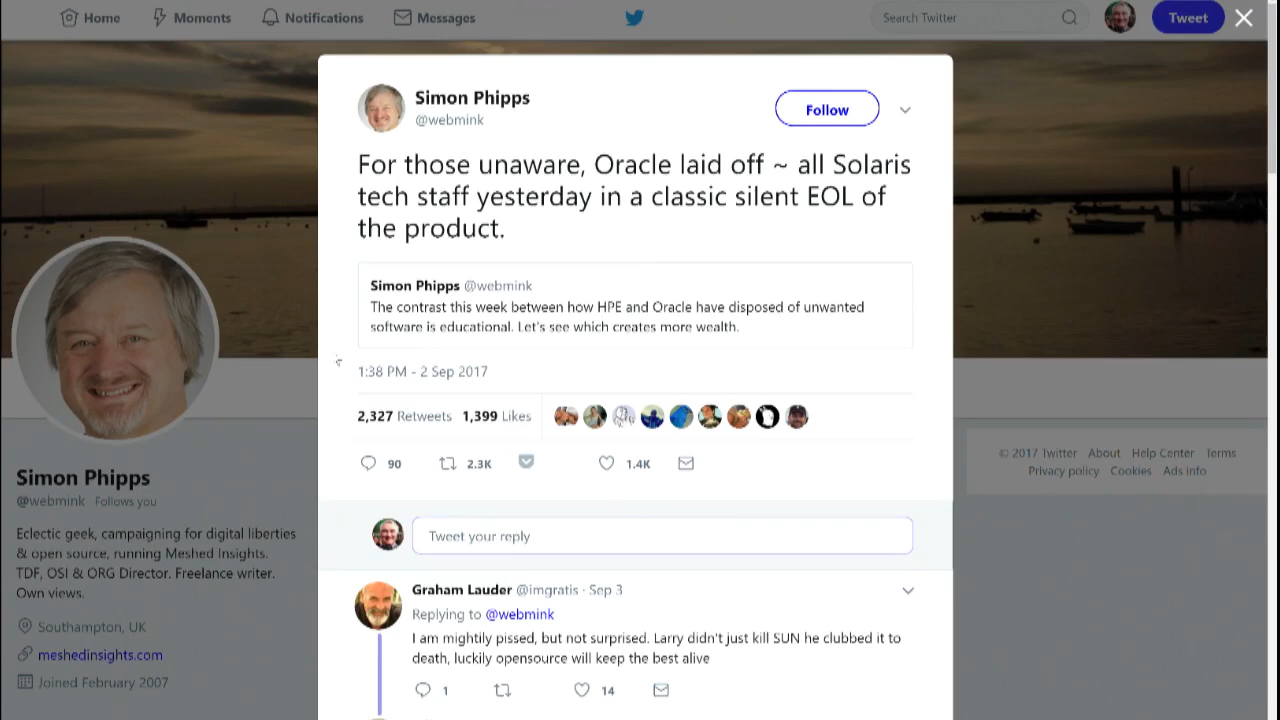 Home Moments Notifications Messages Search Twitter Tweet
Simon Phipps
@webmink
Follow
For those unaware, Oracle laid off ~ all Solaris
tech staff yesterday in a classic silent EOL of
the product.
Simon Phipps @webmink
The contrast this week between how HPE and Oracle have disposed of unwanted
software is educational. Let's see which creates more wealth.
1:38 PM - 2 Sep 2017
2,327 Retweets 1,399 Likes
90 2.3K 1.4K
Tweet your reply
Graham Lauder @imgratis · Sep 3
Replying to @webmink
I am mightily pissed, but not surprised. Larry didn't just kill SUN he clubbed it to
death, luckily opensource will keep the best alive
1 14
Simon Phipps
@webmink Follows you
Eclectic geek, campaigning for digital liberties
& open source, running Meshed Insights.
TDF, OSI & ORG Director. Freelance writer.
Own views.
Southampton, UK
meshedinsights.com
Joined February 2007
© 2017 Twitter About Help Center Terms
Privacy policy Cookies Ads info